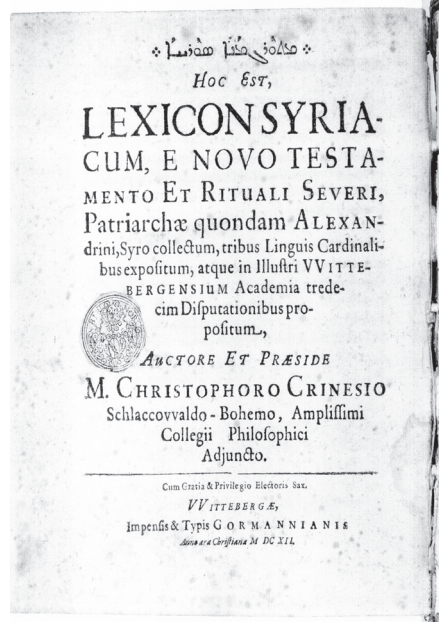 HOC EST,
LEXICON SYRIA-
CUM, E NOVO TESTA-
MENTO ET RITUALI SEVERI,
Patriarchæ quondam ALEXAN-
drini, Syro collectum, tribus Linguis Cardinali-
bus expositum, atque in Illustri VVITTE-
BERGENSIUM Academia trede-
cim Disputationibus pro-
positum,
AUCTORE ET PRÆSIDE
M. CHRISTOPHORO CRINESIO
Schlaccovvaldo-Bohemo, Ampliſſimi
Collegii Philoſophici
Adjuncto.
Cum Gratia & Privilegio Electoris Sax.
VVITTEBERGÆ,
Impenſis & Typis GORMANNIANIS
Anno æra Chriſtiana M DC XII.